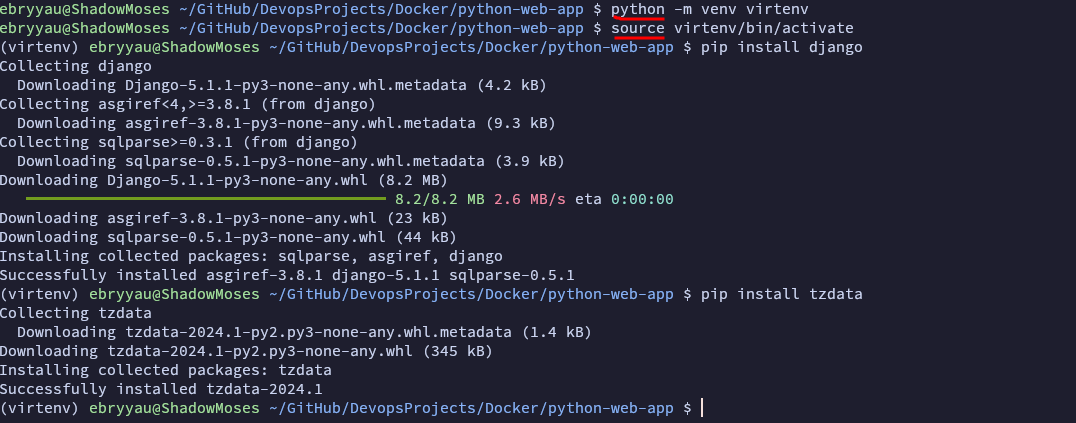 ebryyau@ShadowMoses ~/GitHub/DevopsProjects/Docker/python-web-app $ python -m venv virtenv
ebryyau@ShadowMoses ~/GitHub/DevopsProjects/Docker/python-web-app $ source virtenv/bin/activate
(virtenv) ebryyau@ShadowMoses ~/GitHub/DevopsProjects/Docker/python-web-app $ pip install django
Collecting django
  Downloading Django-5.1.1-py3-none-any.whl.metadata (4.2 kB)
Collecting asgiref<4,>=3.8.1 (from django)
  Downloading asgiref-3.8.1-py3-none-any.whl.metadata (9.3 kB)
Collecting sqlparse>=0.3.1 (from django)
  Downloading sqlparse-0.5.1-py3-none-any.whl.metadata (3.9 kB)
Downloading Django-5.1.1-py3-none-any.whl (8.2 MB)
8.2/8.2 MB 2.6 MB/s eta 0:00:00
Downloading asgiref-3.8.1-py3-none-any.whl (23 kB)
Downloading sqlparse-0.5.1-py3-none-any.whl (44 kB)
Installing collected packages: sqlparse, asgiref, django
Successfully installed asgiref-3.8.1 django-5.1.1 sqlparse-0.5.1
(virtenv) ebryyau@ShadowMoses ~/GitHub/DevopsProjects/Docker/python-web-app $ pip install tzdata
Collecting tzdata
  Downloading tzdata-2024.1-py2.py3-none-any.whl.metadata (1.4 kB)
Downloading tzdata-2024.1-py2.py3-none-any.whl (345 kB)
Installing collected packages: tzdata
Successfully installed tzdata-2024.1
(virtenv) ebryyau@ShadowMoses ~/GitHub/DevopsProjects/Docker/python-web-app $